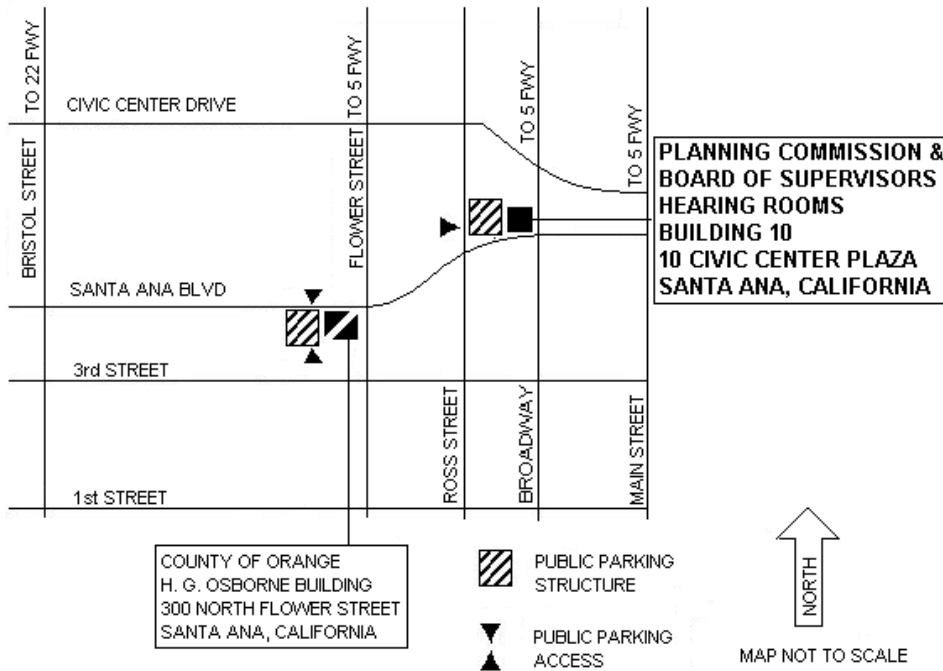 TO 22 FWY
TO 5 FWY
TO 5 FWY
TO 5 FWY
CIVIC CENTER DRIVE
BRISTOL STREET
FLOWER STREET
PLANNING COMMISSION &
BOARD OF SUPERVISORS
HEARING ROOMS
BUILDING 10
10 CIVIC CENTER PLAZA
SANTA ANA, CALIFORNIA
SANTA ANA BLVD
3rd STREET
ROSS STREET
BROADWAY
MAIN STREET
1st STREET
COUNTY OF ORANGE
H. G. OSBORNE BUILDING
300 NORTH FLOWER STREET
SANTA ANA, CALIFORNIA
PUBLIC PARKING
STRUCTURE
PUBLIC PARKING
ACCESS
NORTH
MAP NOT TO SCALE